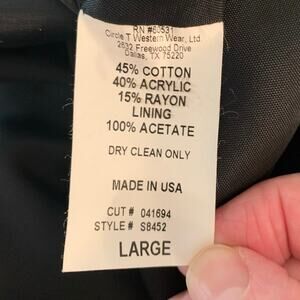 RN #60531
Circle T Western Wear, Ltd.
2632 Freewood Drive
Dallas, TX 75220
45% COTTON
40% ACRYLIC
15% RAYON
LINING
100% ACETATE
DRY CLEAN ONLY
MADE IN USA
CUT # 041694
STYLE # S8452
LARGE